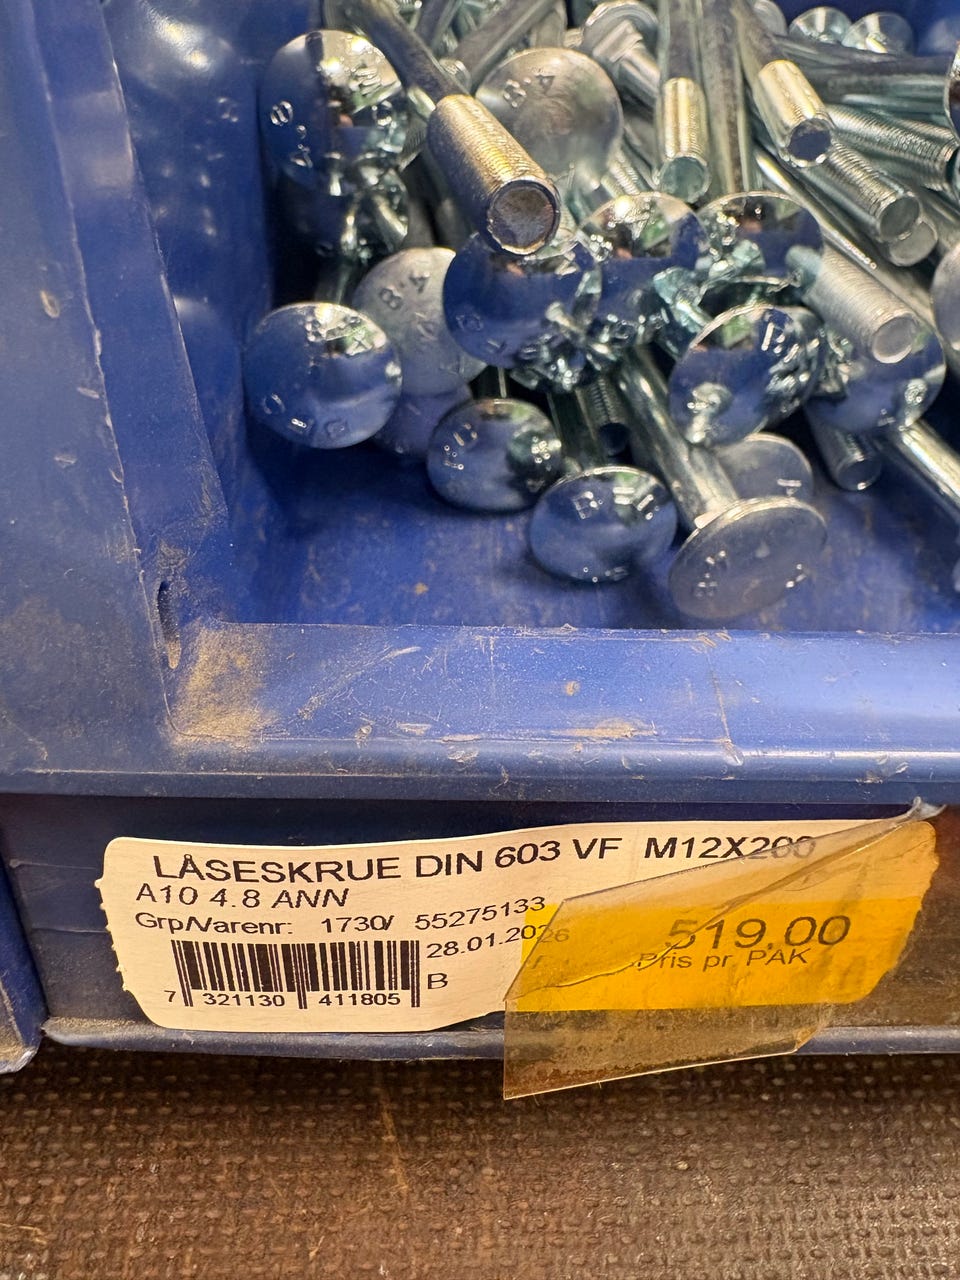 LÅSESKRUE DIN 603 VF M12X200
A10 4.8 ANN
Grp/Varenr: 1730/ 55275133
28.01.2026
519,00
Pris pr PAK
B
7 321130 411805